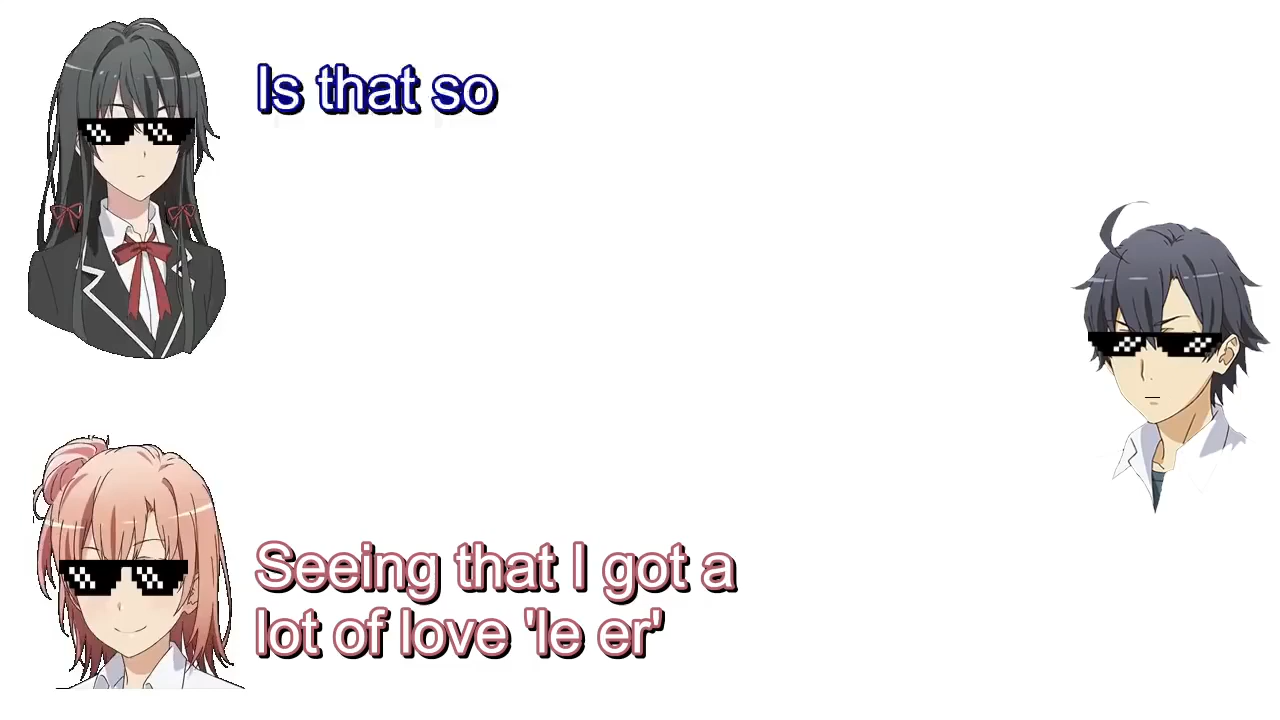 Is that so
Seeing that I got a
lot of love 'le er'